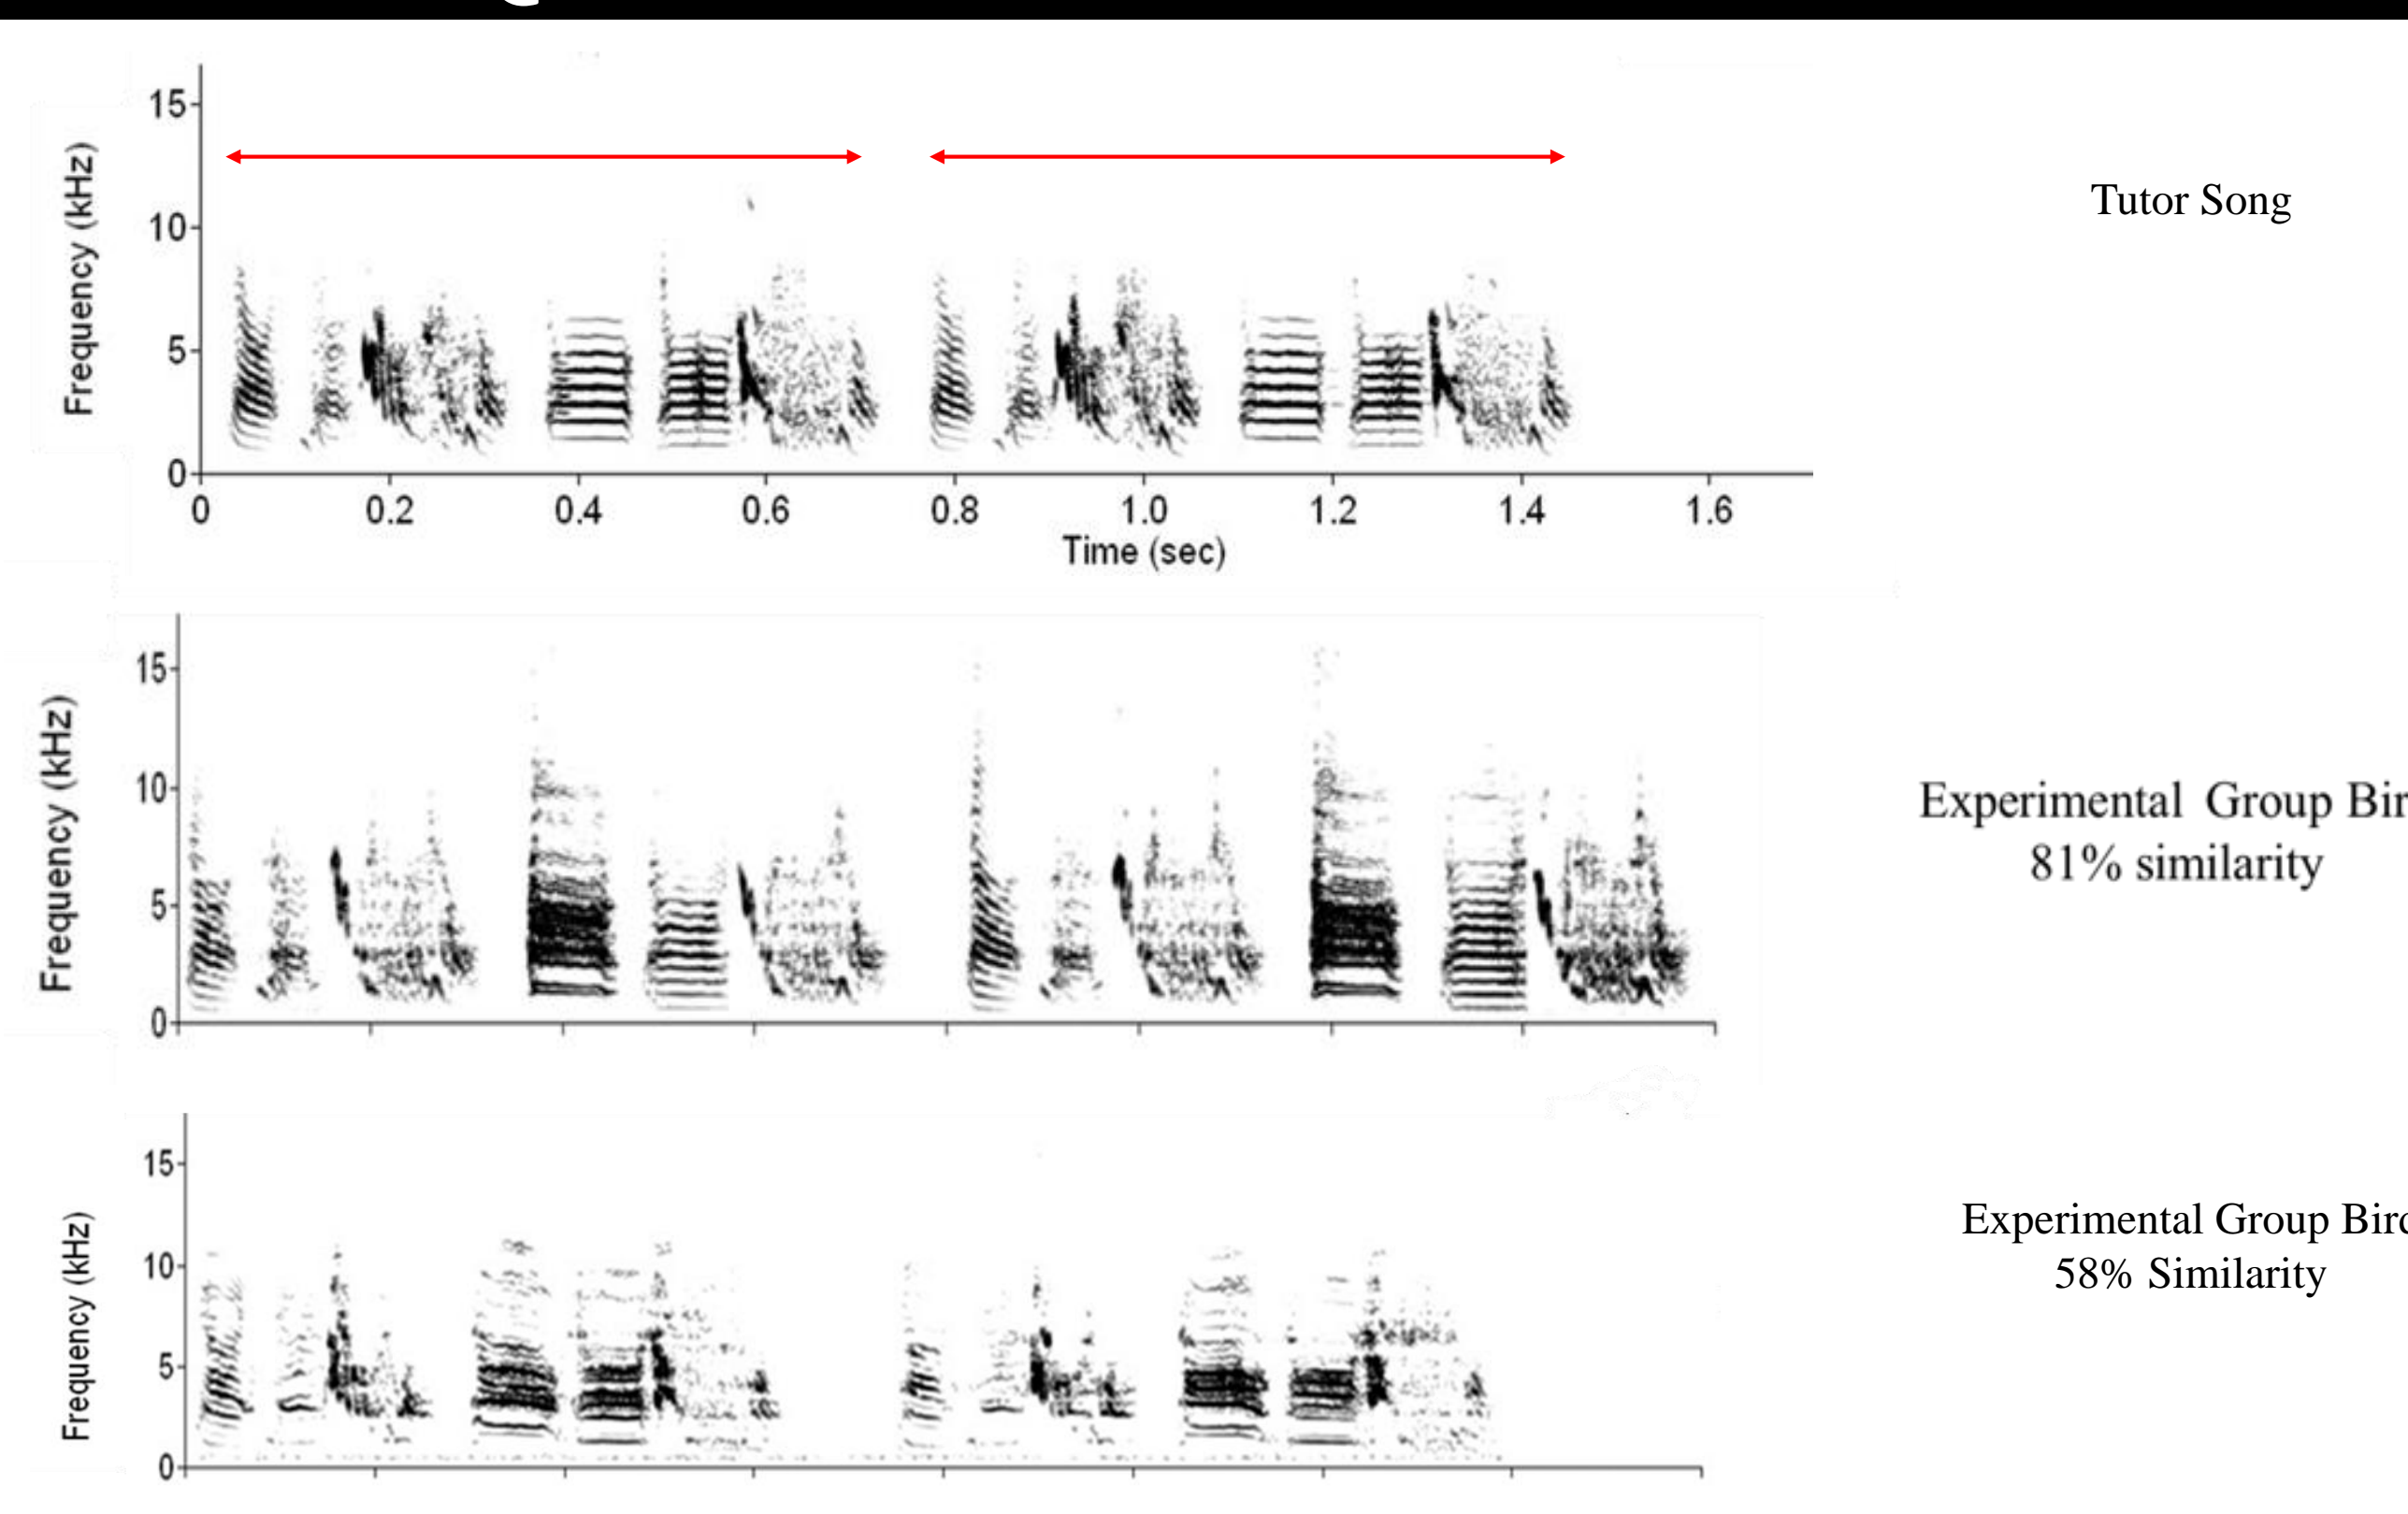 Tutor Song
15
10
5
0
Frequency (kHz)
0 0.2 0.4 0.6 0.8 1.0 1.2 1.4 1.6
Time (sec)
15
10
5
0
Frequency (kHz)
Experimental Group Bir
81% similarity
15
10
5
0
Frequency (kHz)
Experimental Group Bird
58% Similarity